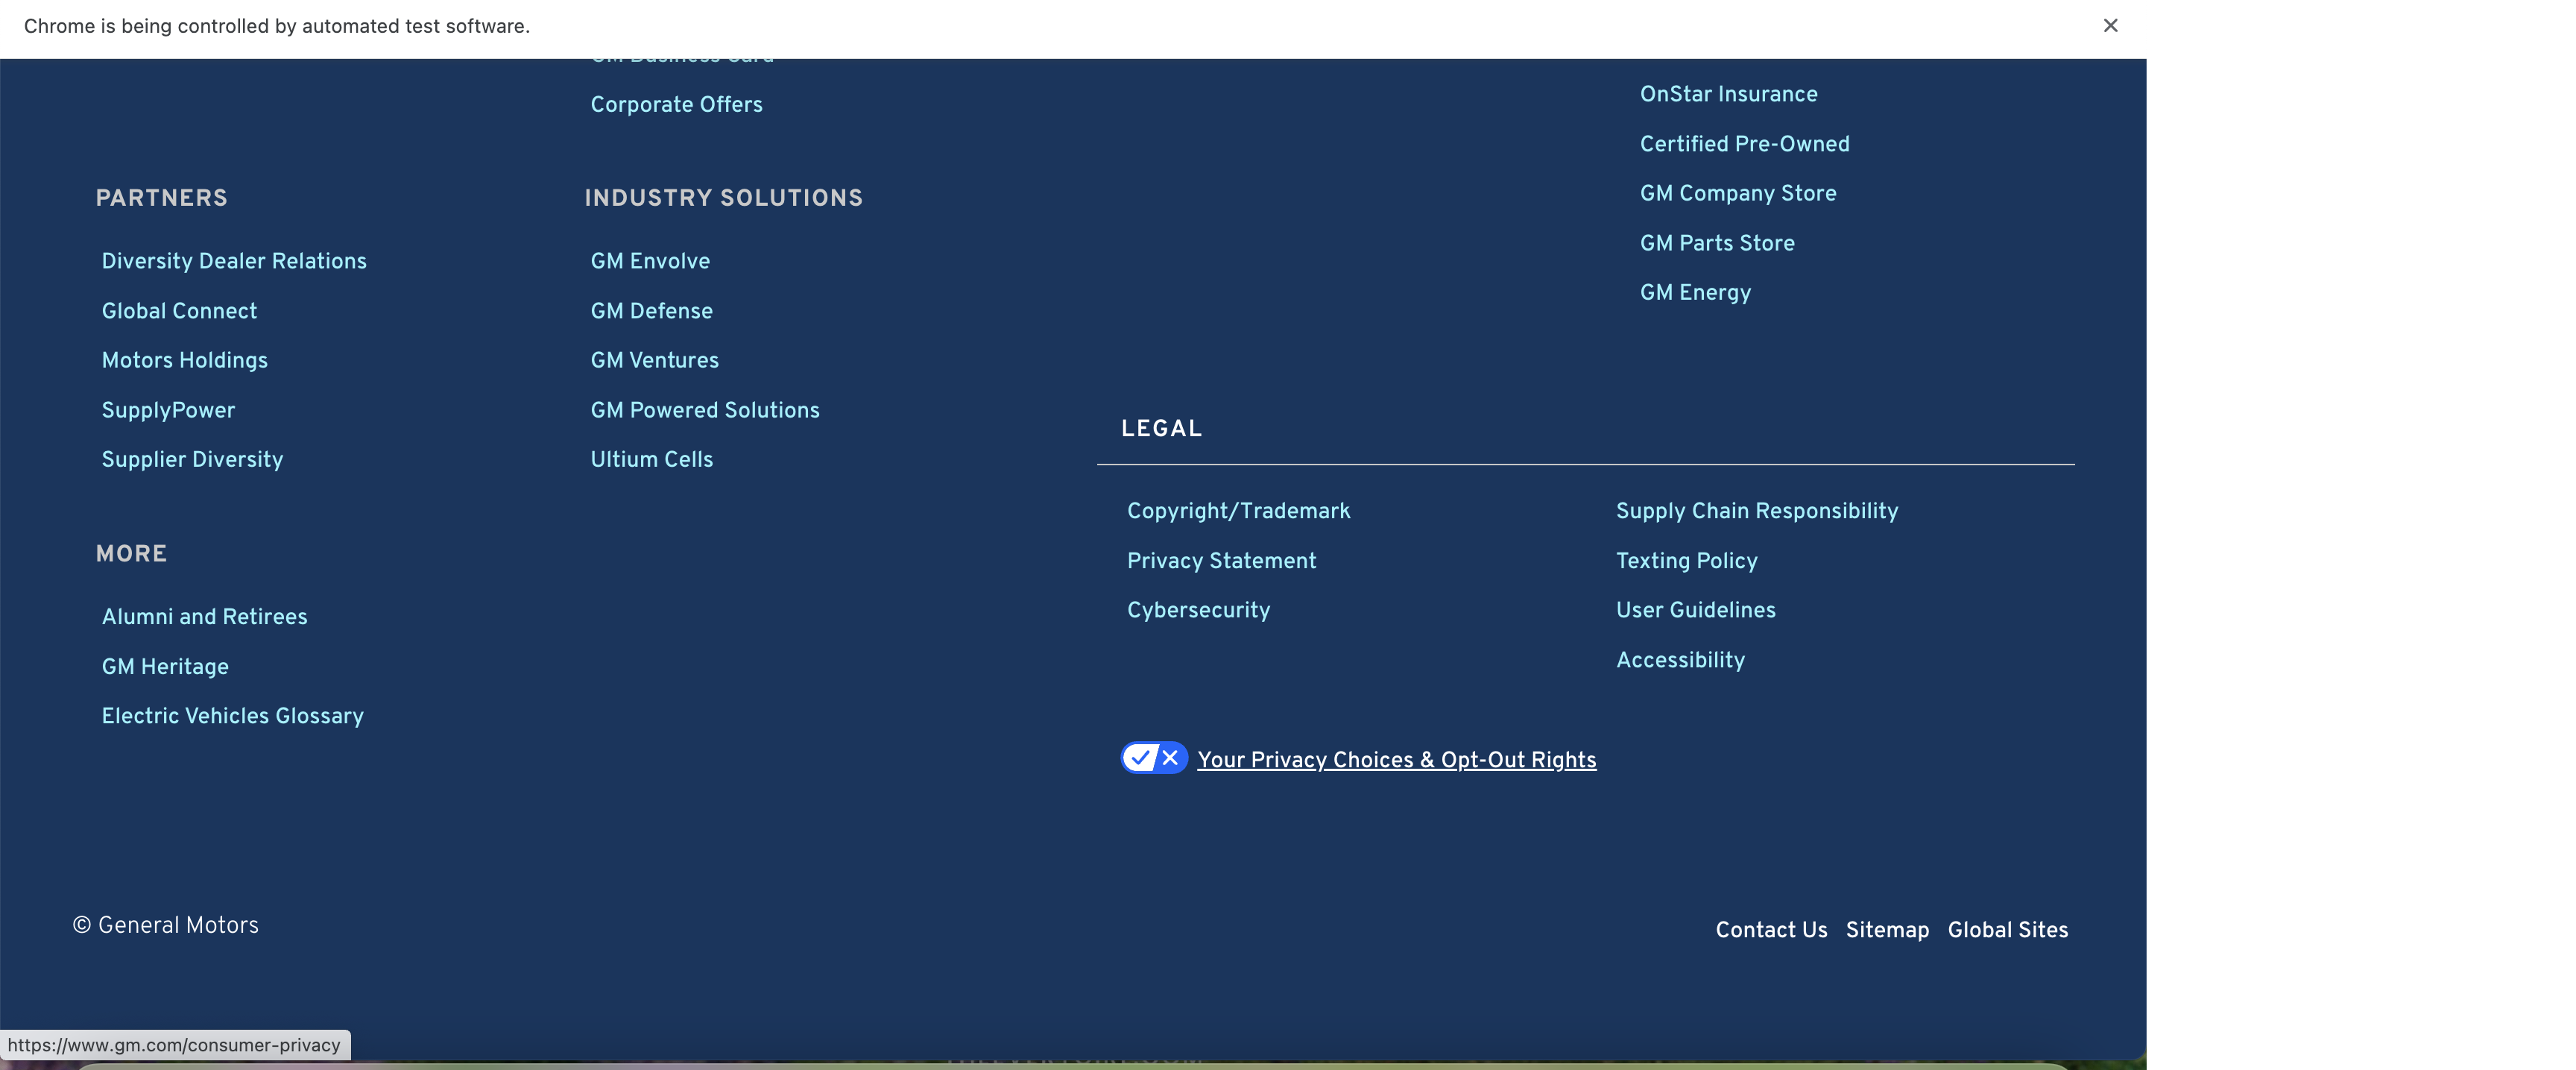 Chrome is being controlled by automated test software.
GM Business Card
Corporate Offers
OnStar Insurance
Certified Pre-Owned
GM Company Store
GM Parts Store
GM Energy
PARTNERS
Diversity Dealer Relations
Global Connect
Motors Holdings
SupplyPower
Supplier Diversity
INDUSTRY SOLUTIONS
GM Envolve
GM Defense
GM Ventures
GM Powered Solutions
Ultium Cells
MORE
Alumni and Retirees
GM Heritage
Electric Vehicles Glossary
LEGAL
Copyright/Trademark
Privacy Statement
Cybersecurity
Supply Chain Responsibility
Texting Policy
User Guidelines
Accessibility
Your Privacy Choices & Opt-Out Rights
© General Motors
Contact Us Sitemap Global Sites
https://www.gm.com/consumer-privacy